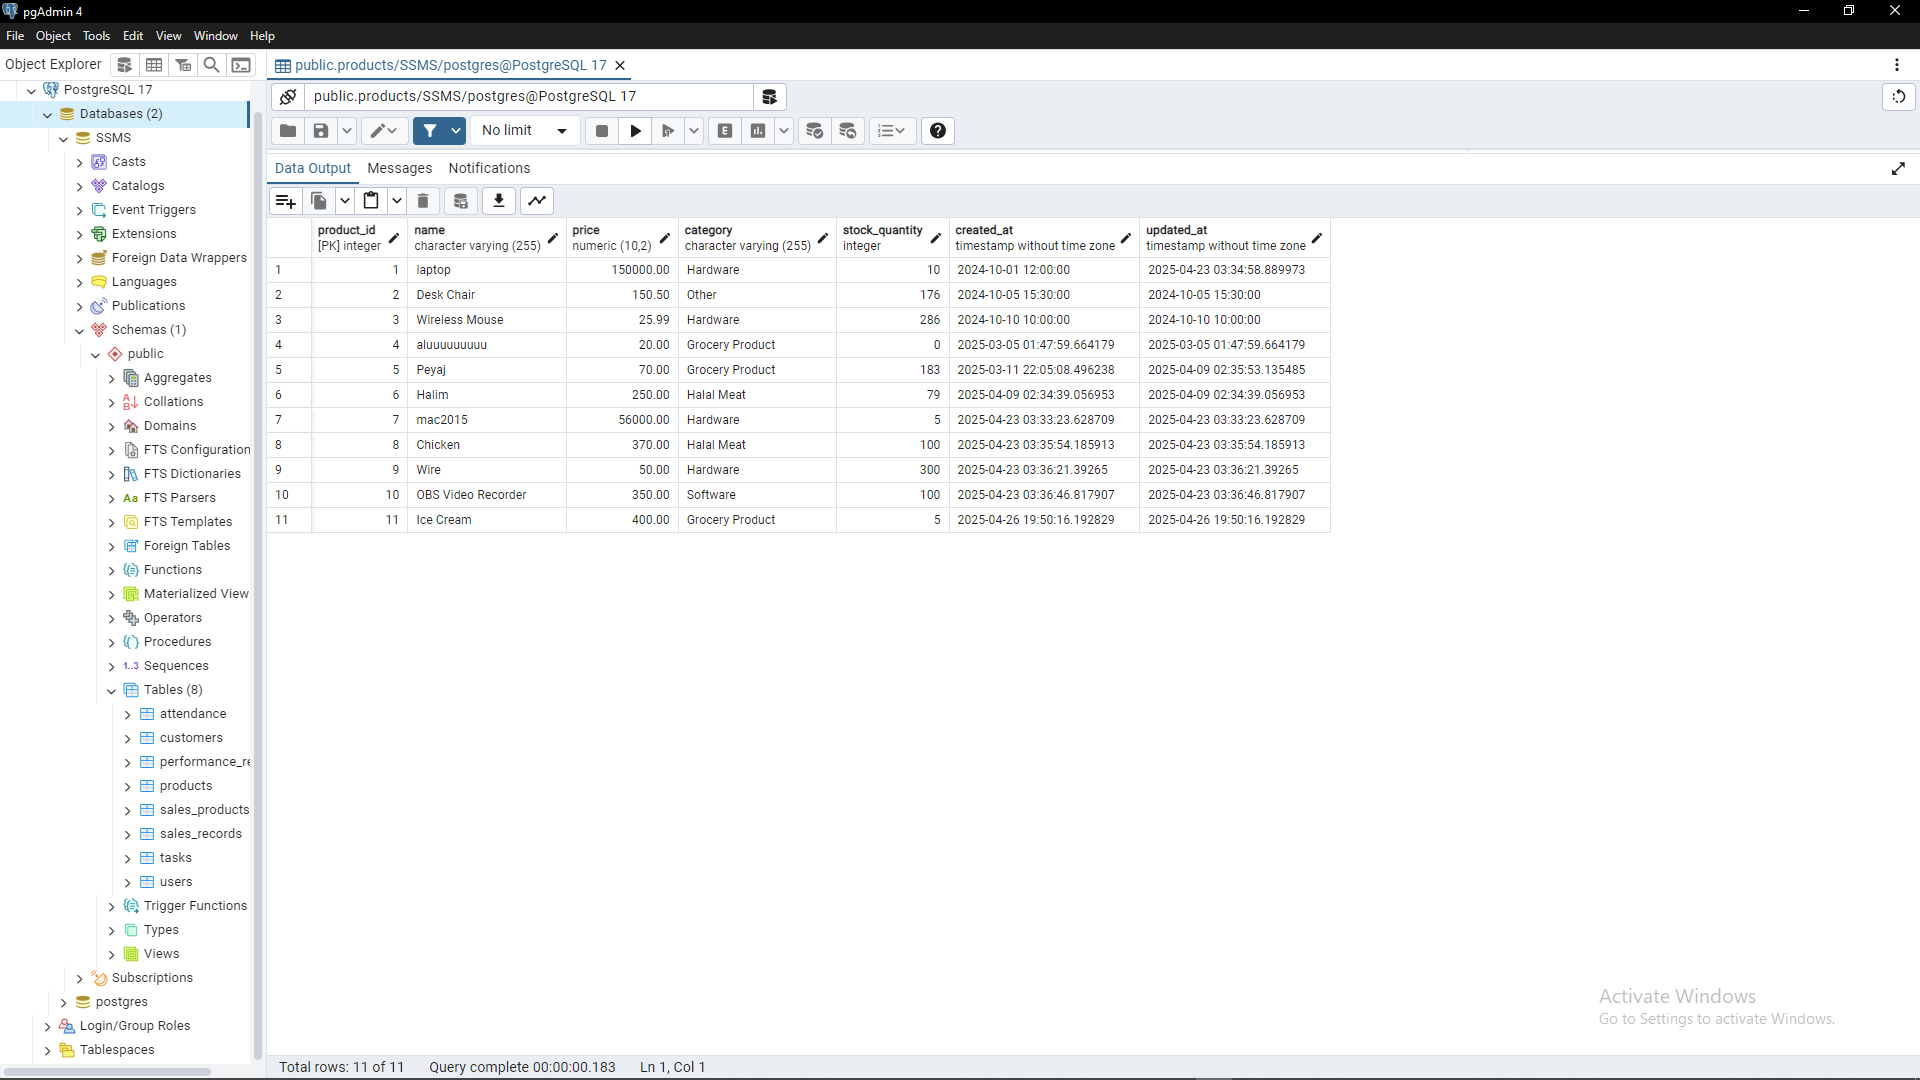 pgAdmin 4
File Object Tools Edit View Window Help
Object Explorer
public.products/SSMS/postgres@PostgreSQL 17
PostgreSQL 17
Databases (2)
SSMS
Casts
Catalogs
Event Triggers
Extensions
Foreign Data Wrappers
Languages
Publications
Schemas (1)
public
Aggregates
Collations
Domains
FTS Configuration
FTS Dictionaries
Aa FTS Parsers
FTS Templates
Foreign Tables
Functions
Materialized View
Operators
Procedures
1..3 Sequences
Tables (8)
attendance
customers
performance_re
products
sales_products
sales_records
tasks
users
Trigger Functions
Types
Views
Subscriptions
postgres
Login/Group Roles
Tablespaces
public.products/SSMS/postgres@PostgreSQL 17
No limit E
Data Output Messages Notifications
product_id name price category stock_quantity created_at updated_at
[PK] integer character varying (255) numeric (10,2) character varying (255) integer timestamp without time zone timestamp without time zone
1 1 laptop 150000.00 Hardware 10 2024-10-01 12:00:00 2025-04-23 03:34:58.889973
2 2 Desk Chair 150.50 Other 176 2024-10-05 15:30:00 2024-10-05 15:30:00
3 3 Wireless Mouse 25.99 Hardware 286 2024-10-10 10:00:00 2024-10-10 10:00:00
4 4 aluuuuuuuuu 20.00 Grocery Product 0 2025-03-05 01:47:59.664179 2025-03-05 01:47:59.664179
5 5 Peyaj 70.00 Grocery Product 183 2025-03-11 22:05:08.496238 2025-04-09 02:35:53.135485
6 6 Halim 250.00 Halal Meat 79 2025-04-09 02:34:39.056953 2025-04-09 02:34:39.056953
7 7 mac2015 56000.00 Hardware 5 2025-04-23 03:33:23.628709 2025-04-23 03:33:23.628709
8 8 Chicken 370.00 Halal Meat 100 2025-04-23 03:35:54.185913 2025-04-23 03:35:54.185913
9 9 Wire 50.00 Hardware 300 2025-04-23 03:36:21.39265 2025-04-23 03:36:21.39265
10 10 OBS Video Recorder 350.00 Software 100 2025-04-23 03:36:46.817907 2025-04-23 03:36:46.817907
11 11 Ice Cream 400.00 Grocery Product 5 2025-04-26 19:50:16.192829 2025-04-26 19:50:16.192829
Activate Windows
Go to Settings to activate Windows.
Total rows: 11 of 11 Query complete 00:00:00.183 Ln 1, Col 1